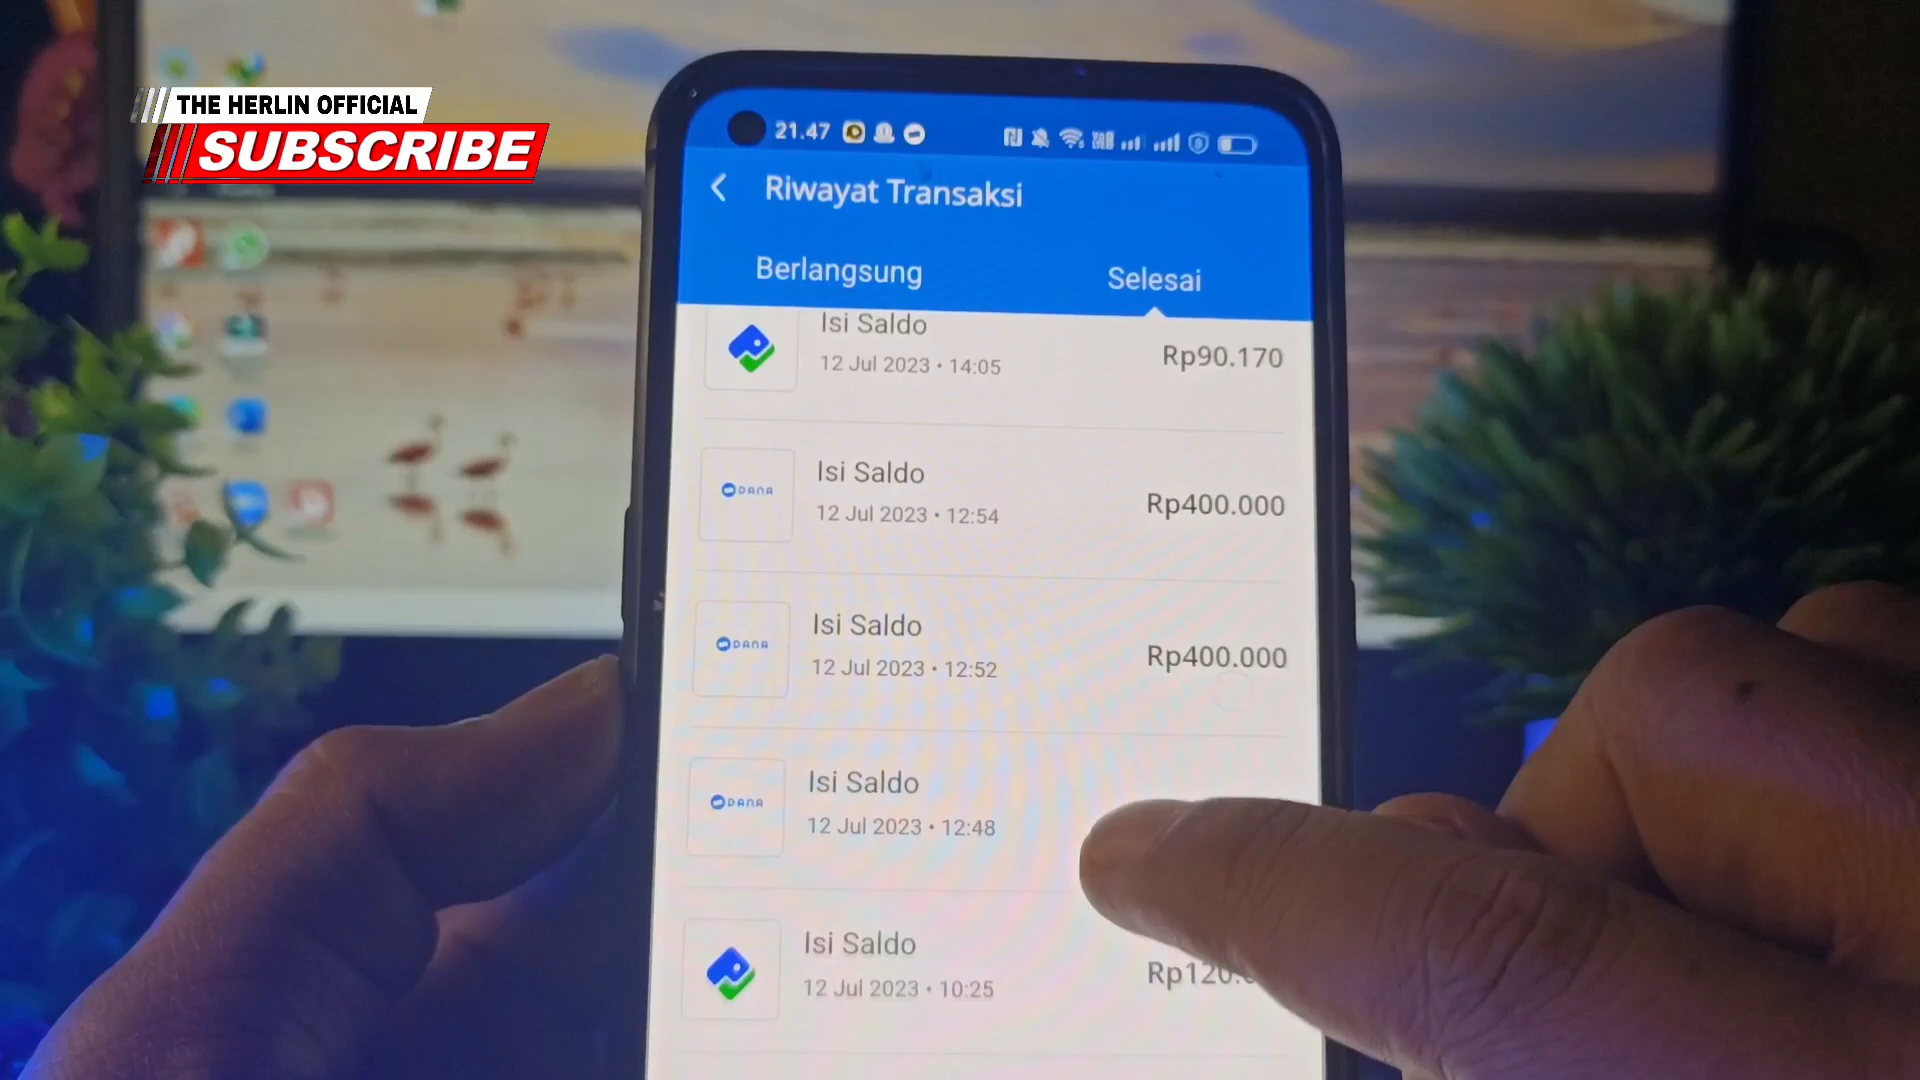 THE HERLIN OFFICIAL
SUBSCRIBE
21.47
Riwayat Transaksi
Berlangsung
Selesai
Isi Saldo
12 Jul 2023 • 14:05
Rp90.170
DANA
Isi Saldo
12 Jul 2023 • 12:54
Rp400.000
DANA
Isi Saldo
12 Jul 2023 • 12:52
Rp400.000
DANA
Isi Saldo
12 Jul 2023 • 12:48
Isi Saldo
12 Jul 2023 • 10:25